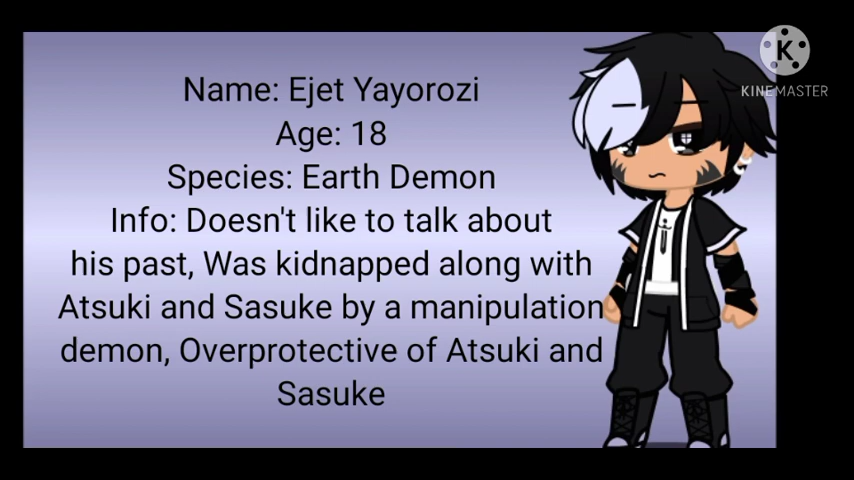 Name: Ejet Yayorozi
Age: 18
Species: Earth Demon
Info: Doesn't like to talk about
his past, Was kidnapped along with
Atsuki and Sasuke by a manipulation
demon, Overprotective of Atsuki and
Sasuke
K
KINEMASTER